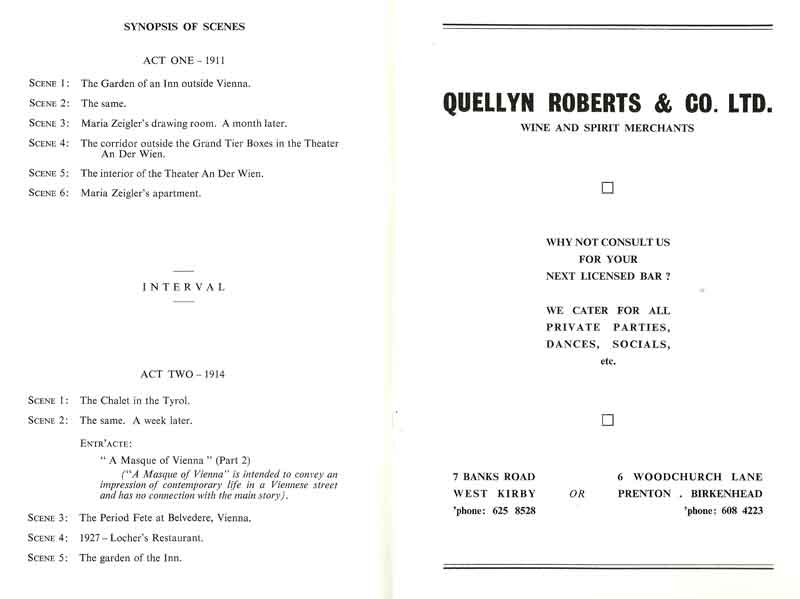 SYNOPSIS OF SCENES
ACT ONE – 1911
SCENE 1: The Garden of an Inn outside Vienna.
SCENE 2: The same.
SCENE 3: Maria Zeigler's drawing room. A month later.
SCENE 4: The corridor outside the Grand Tier Boxes in the Theater
An Der Wien.
SCENE 5: The interior of the Theater An Der Wien.
SCENE 6: Maria Zeigler's apartment.
INTERVAL
ACT TWO – 1914
SCENE 1: The Chalet in the Tyrol.
SCENE 2: The same. A week later.
ENTR'ACTE:
" A Masque of Vienna " (Part 2)
("A Masque of Vienna" is intended to convey an
impression of contemporary life in a Viennese street
and has no connection with the main story).
SCENE 3: The Period Fete at Belvedere, Vienna.
SCENE 4: 1927 – Locher's Restaurant.
SCENE 5: The garden of the Inn.
QUELLYN ROBERTS & CO. LTD.
WINE AND SPIRIT MERCHANTS
WHY NOT CONSULT US
FOR YOUR
NEXT LICENSED BAR ?
WE CATER FOR ALL
PRIVATE PARTIES,
DANCES, SOCIALS,
etc.
7 BANKS ROAD
WEST KIRBY
'phone: 625 8528
OR
6 WOODCHURCH LANE
PRENTON . BIRKENHEAD
'phone: 608 4223